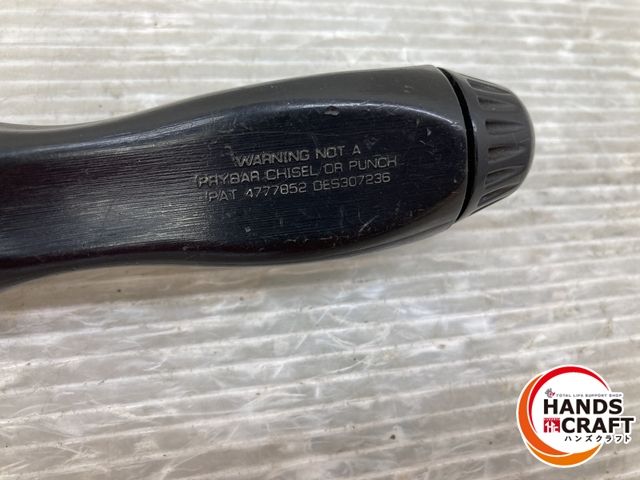 WARNING NOT A
PRYBAR CHISEL OR PUNCH
PAT 4777852 DES307236
TOTAL LIFE SUPPORT SHOP
HANDS
CRAFT
ハンズクラフト